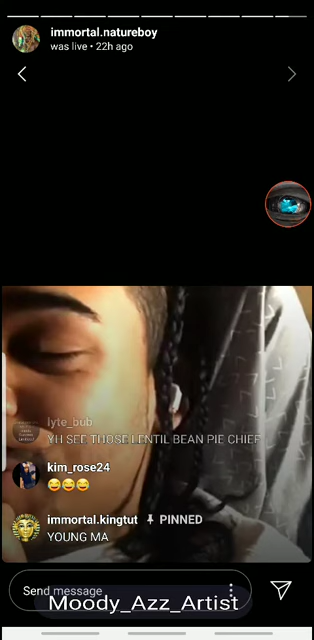 immortal.natureboy
was live • 22h ago
lyte_bub
YH SEE THOSE LENTIL BEAN PIE CHIEF
kim_rose24
😂😂😂
immortal.kingtut PINNED
YOUNG MA
Send message
Moody_Azz_Artist